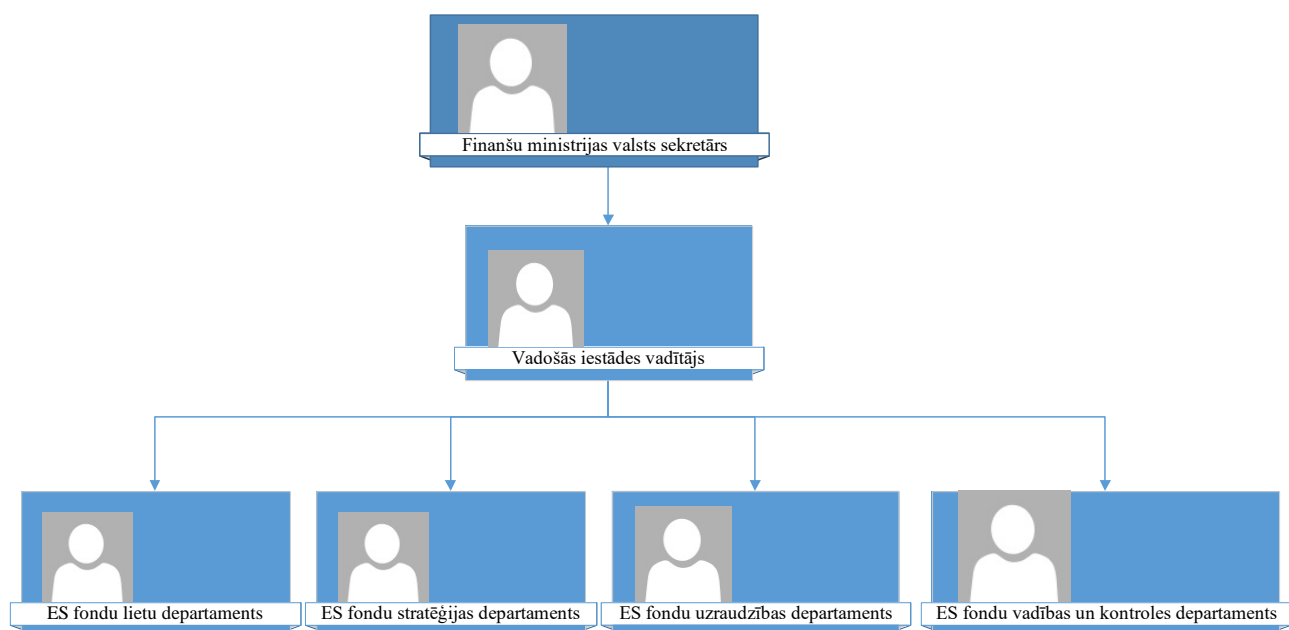 Finanšu ministrijas valsts sekretārs
Vadošās iestādes vadītājs
ES fondu lietu departaments
ES fondu stratēģijas departaments
ES fondu uzraudzības departaments
ES fondu vadības un kontroles departaments